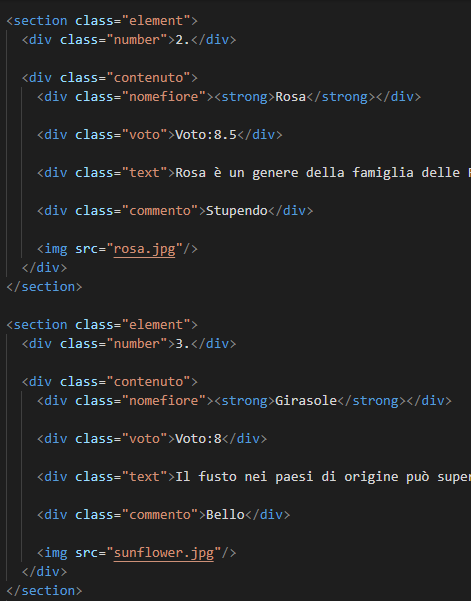 <section class="element">
<div class="number">2.</div>
<div class="contenuto">
<div class="nomefiore"><strong>Rosa</strong></div>
<div class="voto">Voto:8.5</div>
<div class="text">Rosa è un genere della famiglia delle
<div class="commento">Stupendo</div>
<img src="rosa.jpg"/>
</div>
</section>
<section class="element">
<div class="number">3.</div>
<div class="contenuto">
<div class="nomefiore"><strong>Girasole</strong></div>
<div class="voto">Voto:8</div>
<div class="text">Il fusto nei paesi di origine può
<div class="commento">Bello</div>
<img src="sunflower.jpg"/>
</div>
</section>